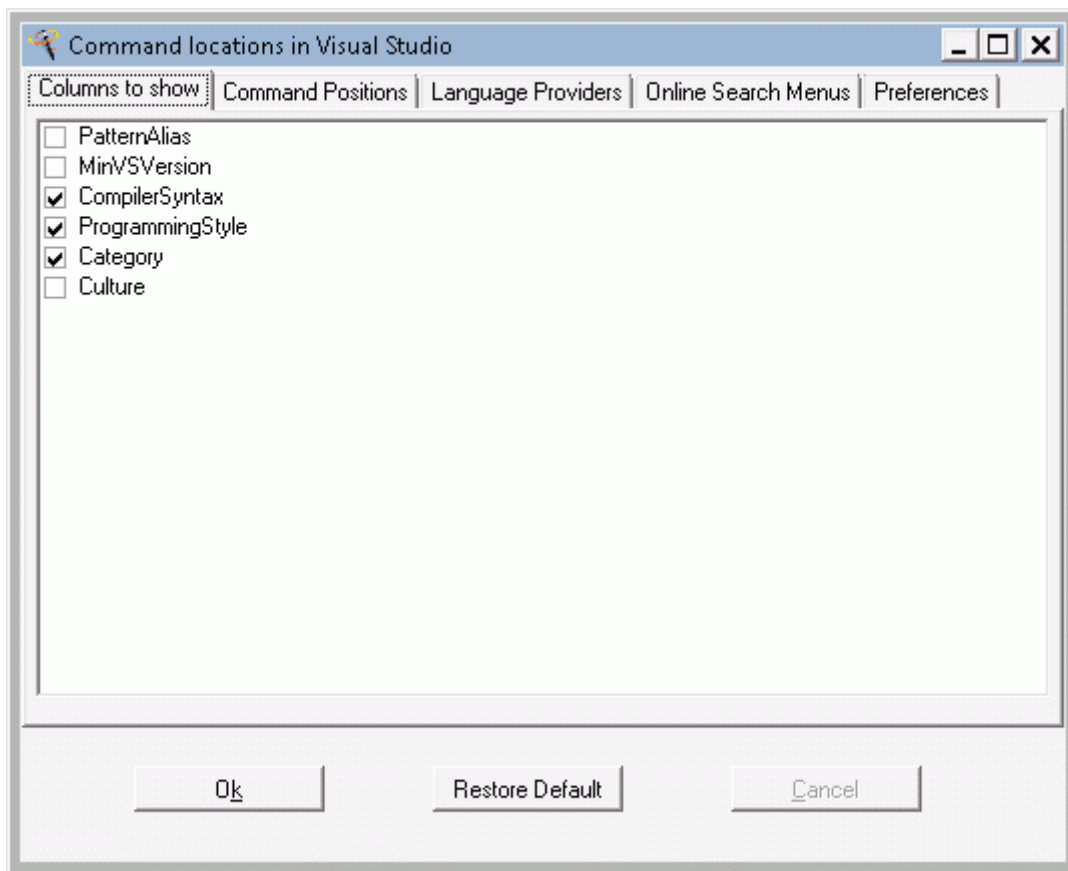 Command locations in Visual Studio
Columns to show Command Positions Language Providers Online Search Menus Preferences
PatternAlias
MinVSVersion
CompilerSyntax
ProgrammingStyle
Category
Culture
Ok Restore Default Cancel